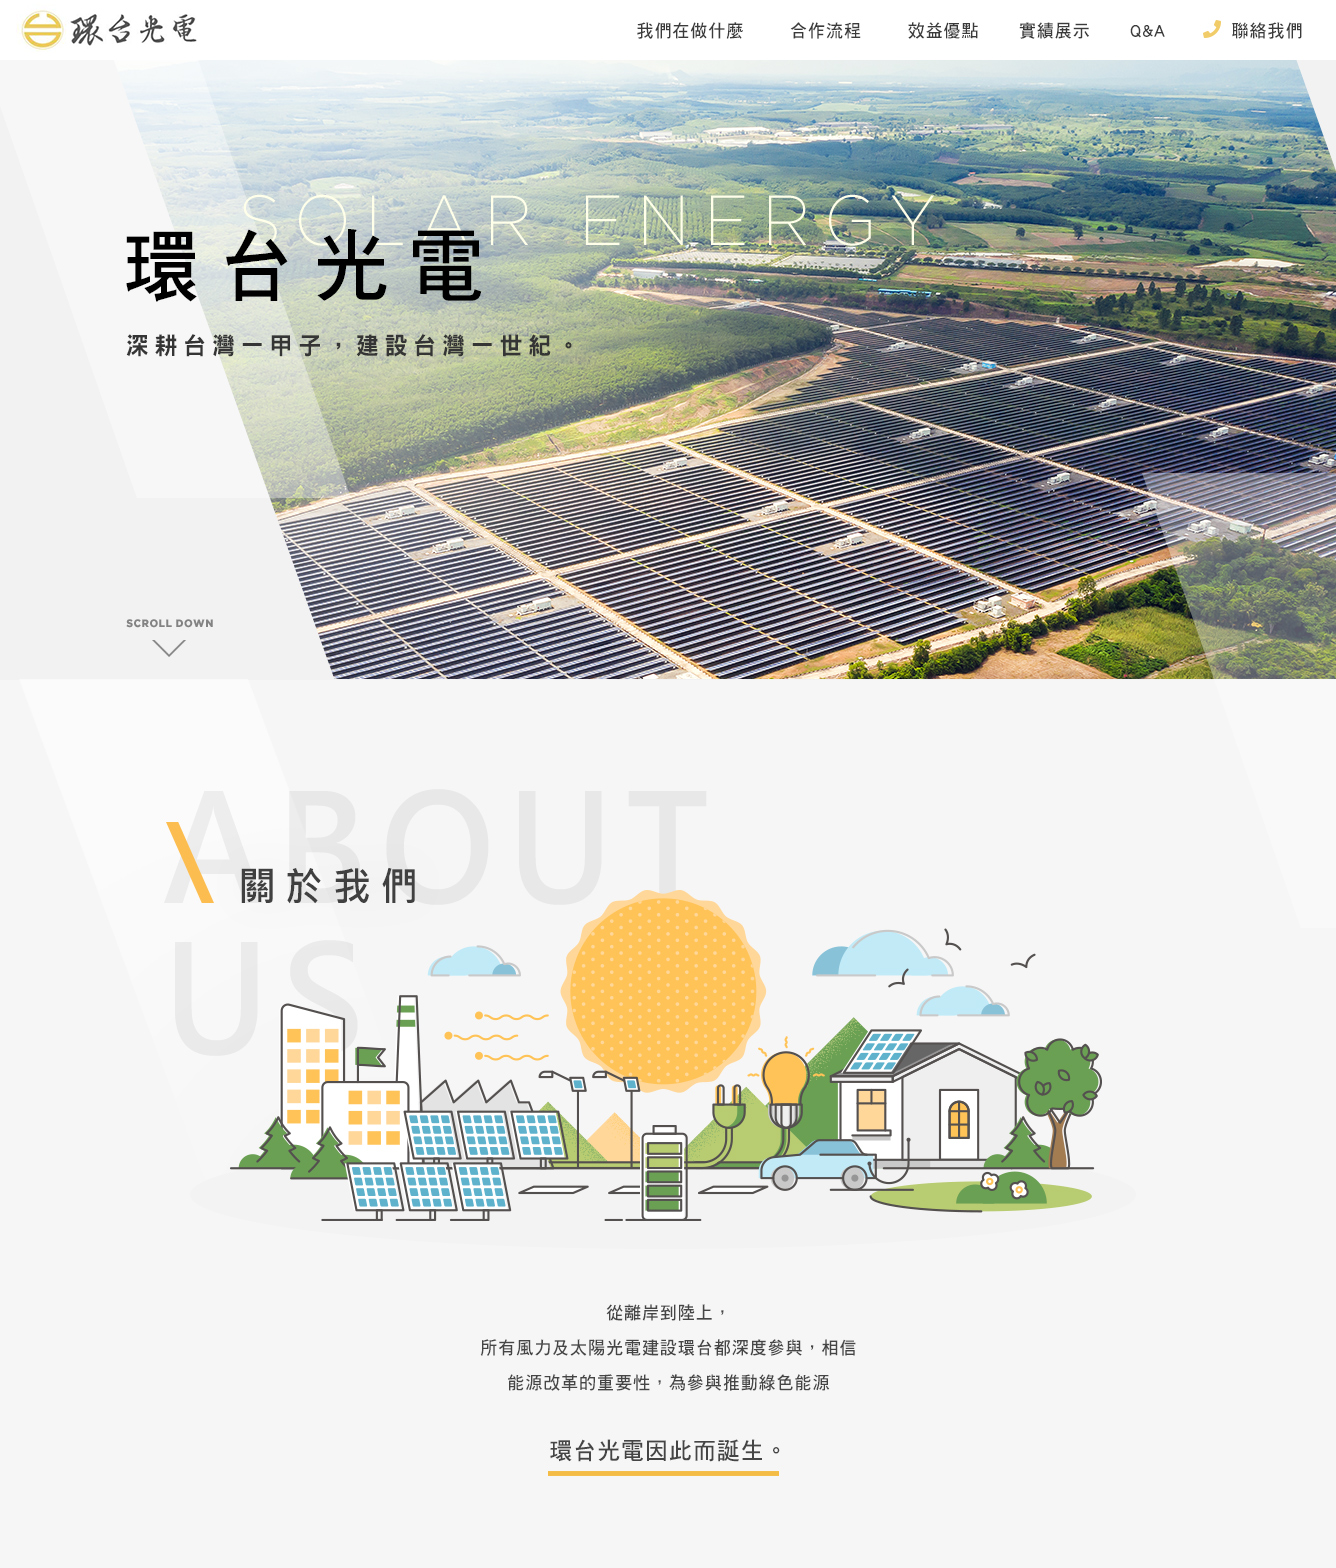 環台光電
我們在做什麼
合作流程
效益優點
實績展示
Q&A
聯絡我們
SOLAR ENERGY
環台光電
深耕台灣一甲子，建設台灣一世紀。
SCROLL DOWN
ABOUT
關於我們
US
從離岸到陸上，
所有風力及太陽光電建設環台都深度參與，相信
能源改革的重要性，為參與推動綠色能源
環台光電因此而誕生。